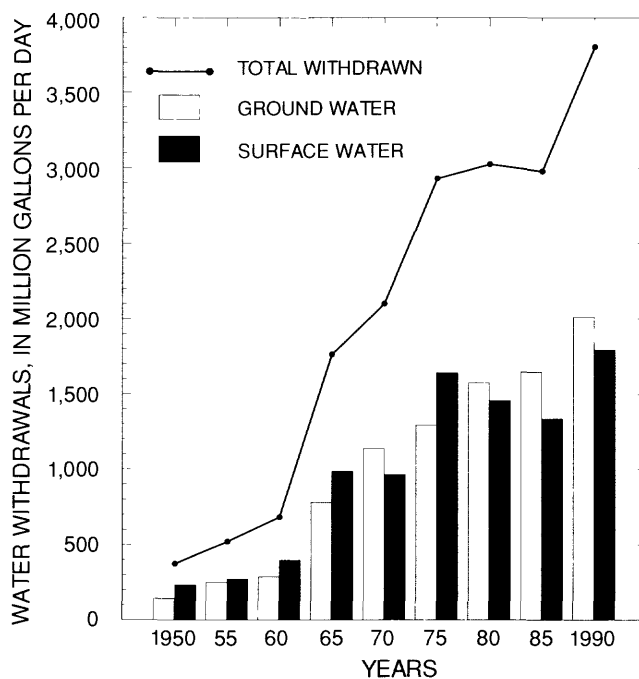 WATER WITHDRAWALS, IN MILLION GALLONS PER DAY
4,000
3,500
3,000
2,500
2,000
1,500
1,000
500
0
TOTAL WITHDRAWN
GROUND WATER
SURFACE WATER
1950 55 60 65 70 75 80 85 1990
YEARS